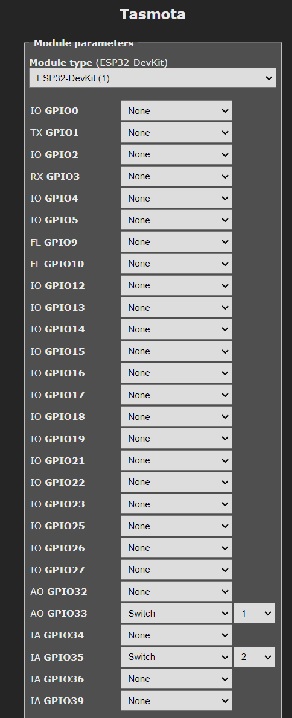 Tasmota
Module parameters
Module type (ESP32-DevKit)
ESP32-DevKit (1)
IO GPIO0 None
TX GPIO1 None
IO GPIO2 None
RX GPIO3 None
IO GPIO4 None
IO GPIO5 None
FL GPIO9 None
FL GPIO10 None
IO GPIO12 None
IO GPIO13 None
IO GPIO14 None
IO GPIO15 None
IO GPIO16 None
IO GPIO17 None
IO GPIO18 None
IO GPIO19 None
IO GPIO21 None
IO GPIO22 None
IO GPIO23 None
IO GPIO25 None
IO GPIO26 None
IO GPIO27 None
AO GPIO32 None
AO GPIO33 Switch 1
IA GPIO34 None
IA GPIO35 Switch 2
IA GPIO36 None
IA GPIO39 None